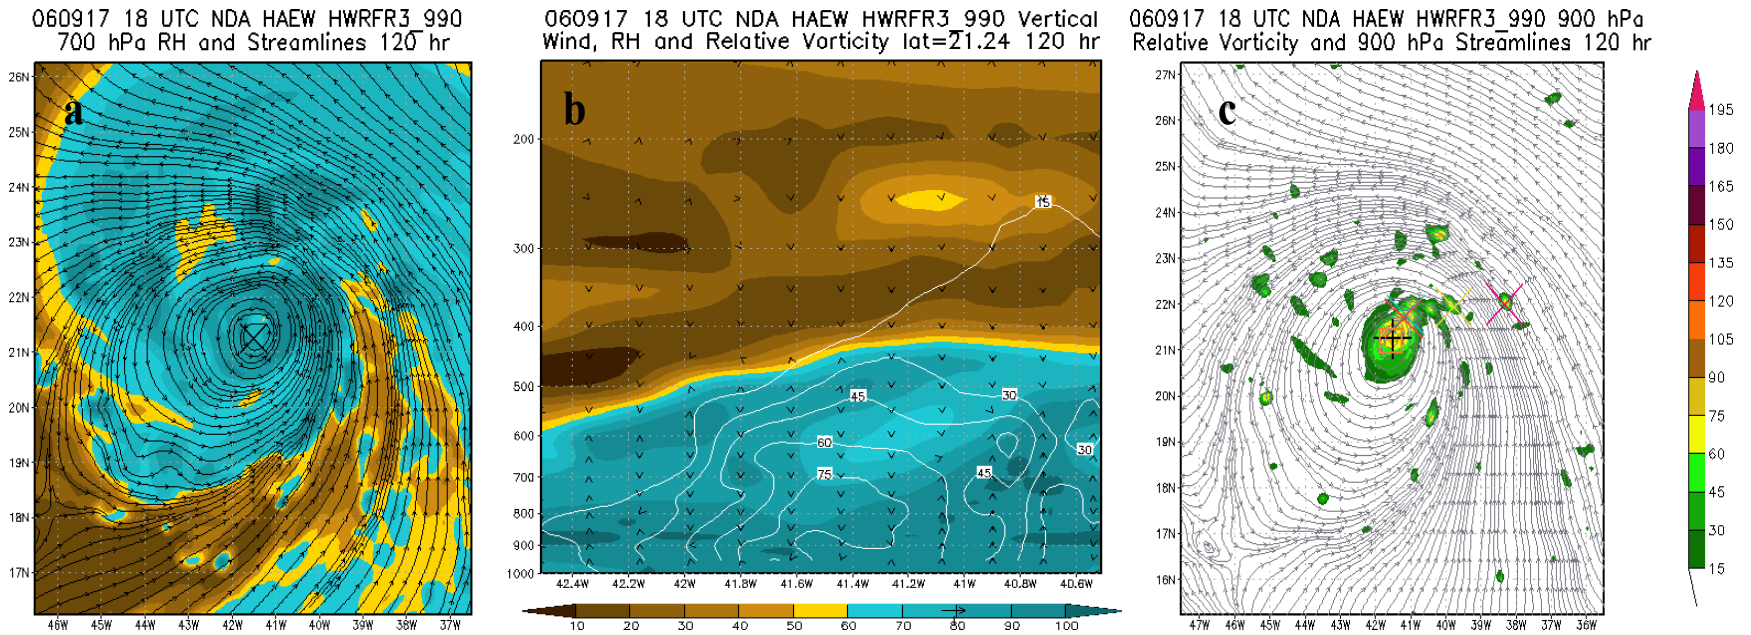 060917 18 UTC NDA HAEW HWRFR3_990
700 hPa RH and Streamlines 120 hr
a
26N
25N
24N
23N
22N
21N
20N
19N
18N
17N
46W 45W 44W 43W 42W 41W 40W 39W 38W 37W
060917 18 UTC NDA HAEW HWRFR3_990 Vertical
Wind, RH and Relative Vorticity lat=21.24 120 hr
b
200
300
400
500
600
700
800
900
1000
15
45
30
60
75
45
30
42.4W 42.2W 42W 41.8W 41.6W 41.4W 41.2W 41W 40.8W 40.6W
10 20 30 40 50 60 70 80 90 100
060917 18 UTC NDA HAEW HWRFR3_990 900 hPa
Relative Vorticity and 900 hPa Streamlines 120 hr
c
27N
26N
25N
24N
23N
22N
21N
20N
19N
18N
17N
16N
47W 46W 45W 44W 43W 42W 41W 40W 39W 38W 37W 36W
195
180
165
150
135
120
105
90
75
60
45
30
15